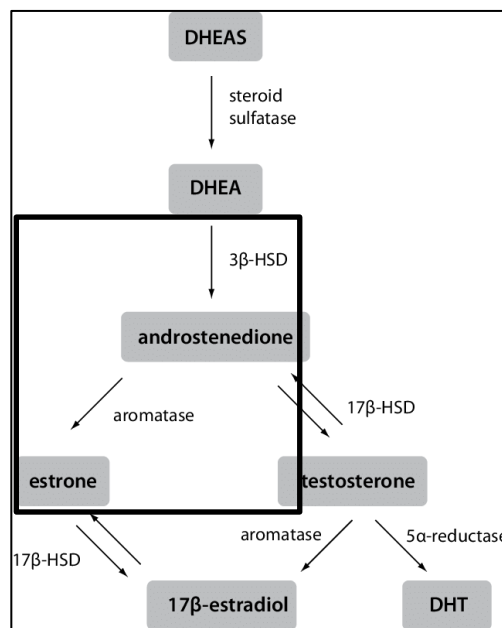 DHEAS
steroid
sulfatase
DHEA
3β-HSD
androstenedione
aromatase
17β-HSD
estrone
testosterone
aromatase
5α-reductase
17β-HSD
17β-estradiol
DHT